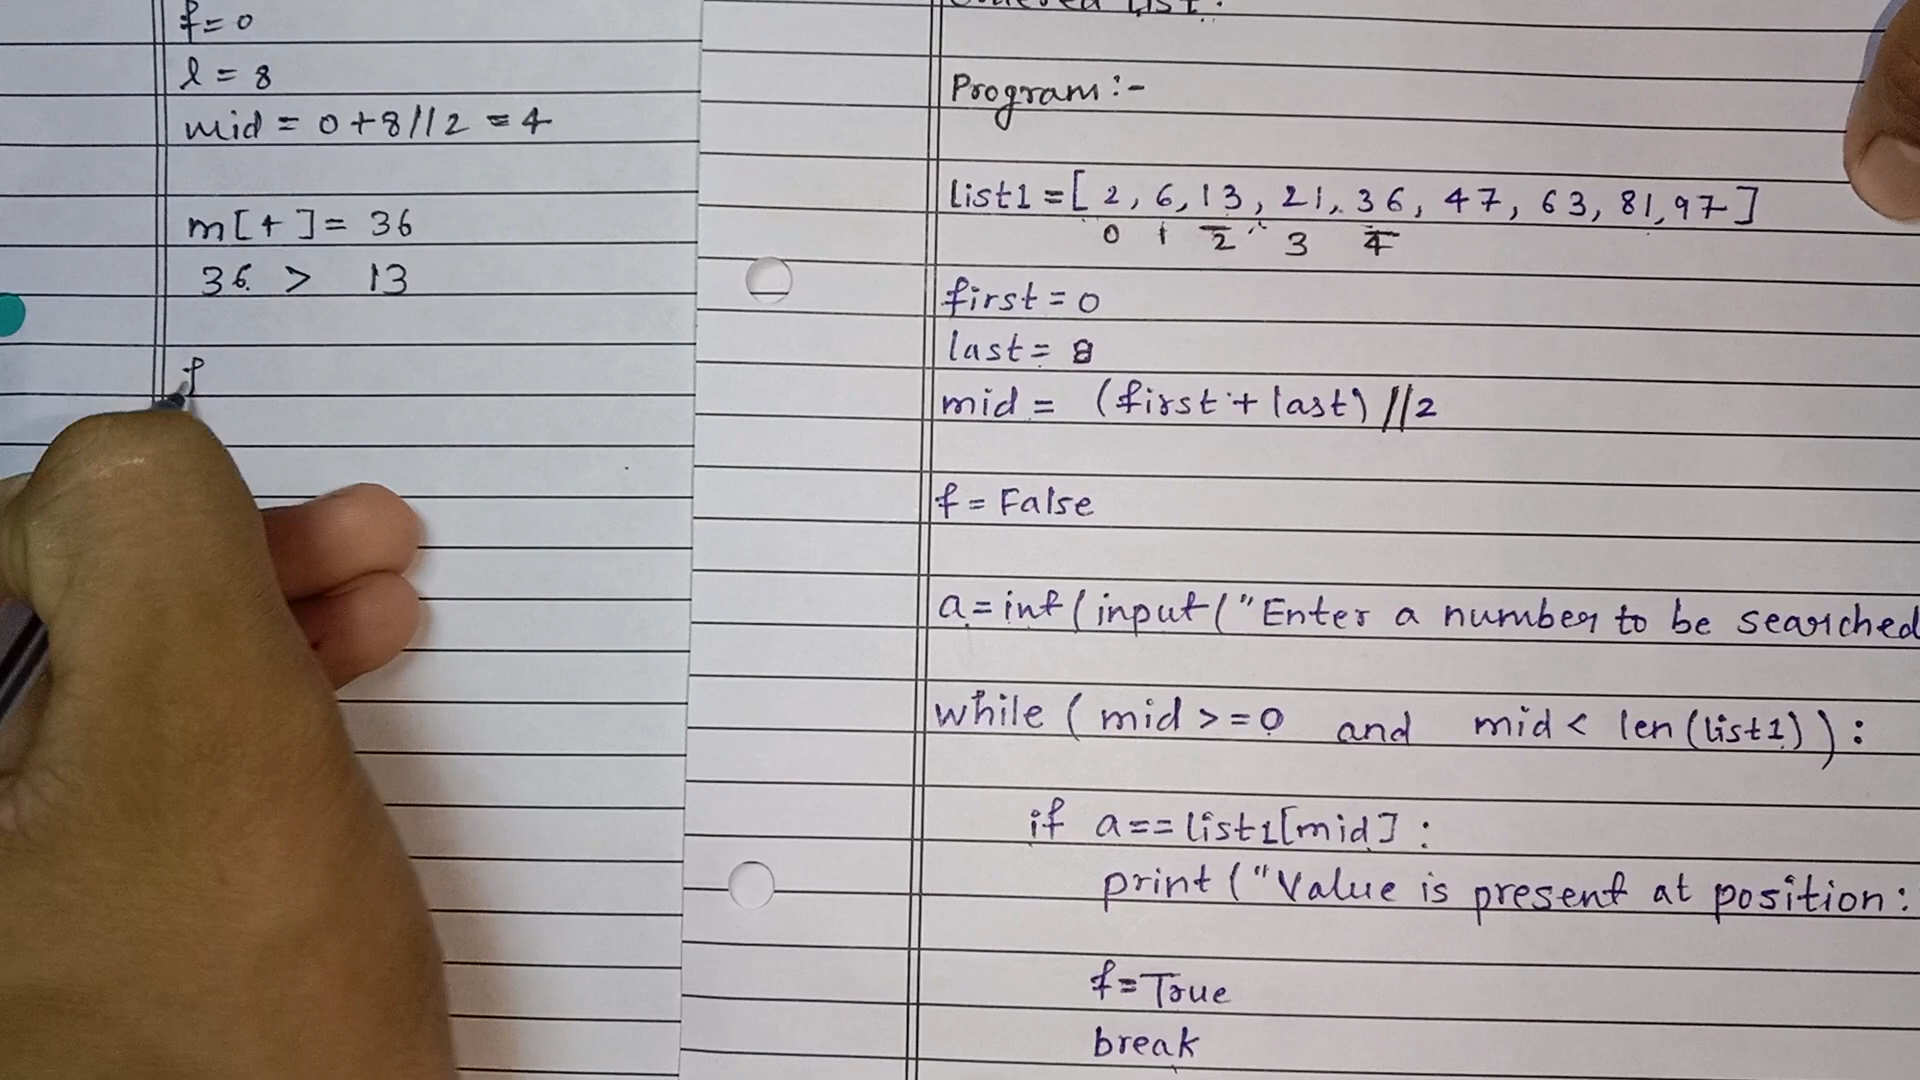 f=0
l = 8
mid = 0+8//2 = 4
m[4]= 36
36 > 13
f
List:
Program:-
list1 =[ 2, 6, 13, 21, 36, 47, 63, 81, 97 ]
0 1 2 3 4
first = 0
last = 8
mid = (first + last) //2
f = False
a = int(input("Enter a number to be searched
while ( mid >= 0 and mid < len(list1)):
if a==list1[mid] :
print ("Value is present at position:
f=True
break